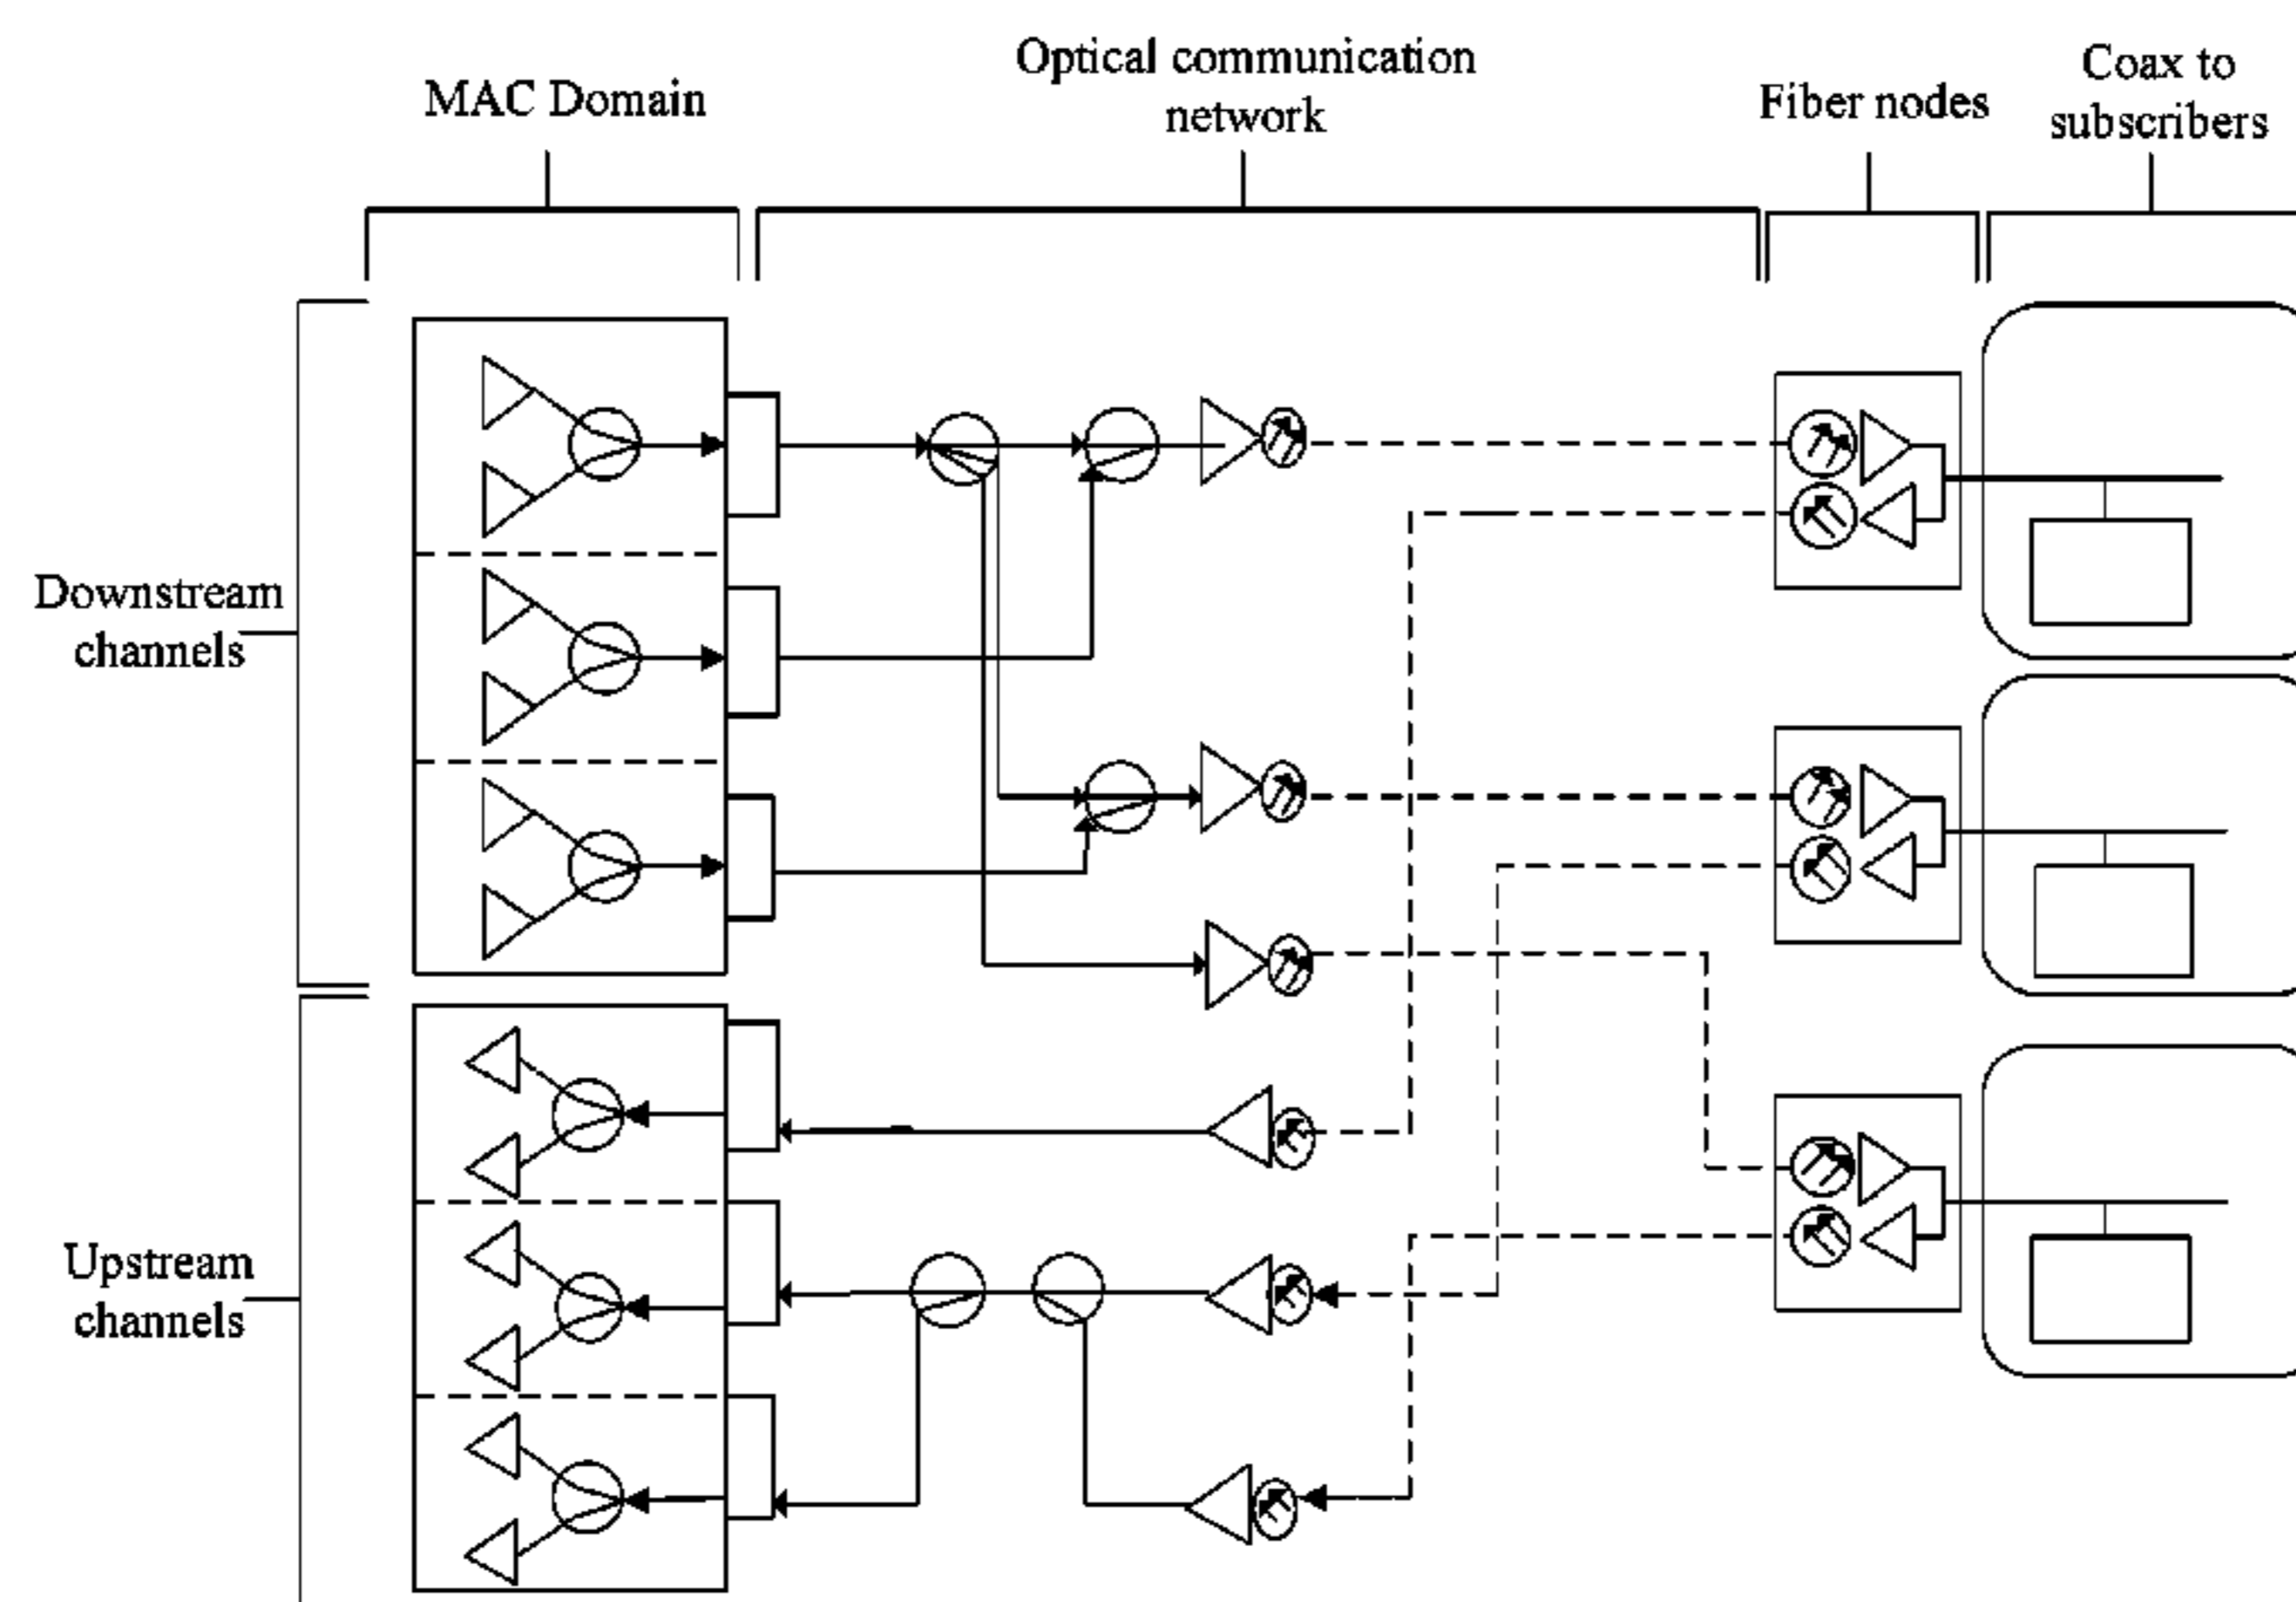 Optical communication
network
MAC Domain
Fiber nodes
Coax to
subscribers
Downstream
channels
Upstream
channels